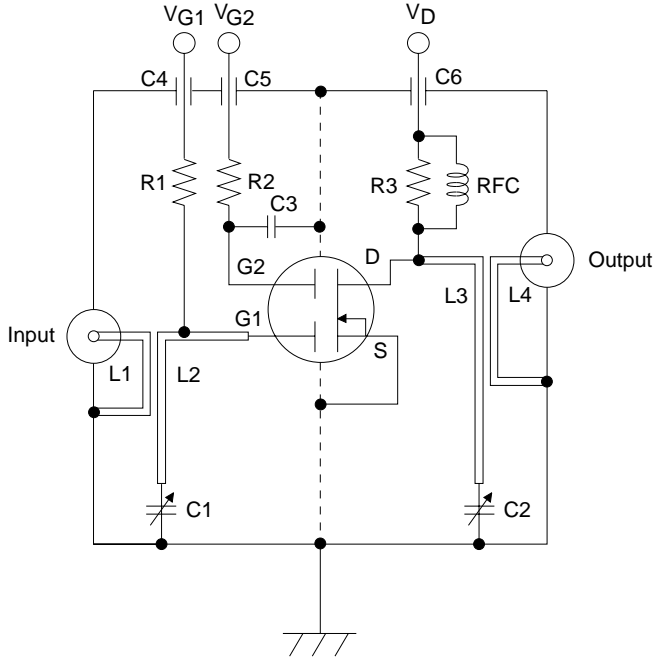 VG1 VG2 VD
C4 C5 C6
R1 R2 R3 RFC
C3
G2 D
Output
L3 L4
G1
Input
S
L1 L2
C1 C2